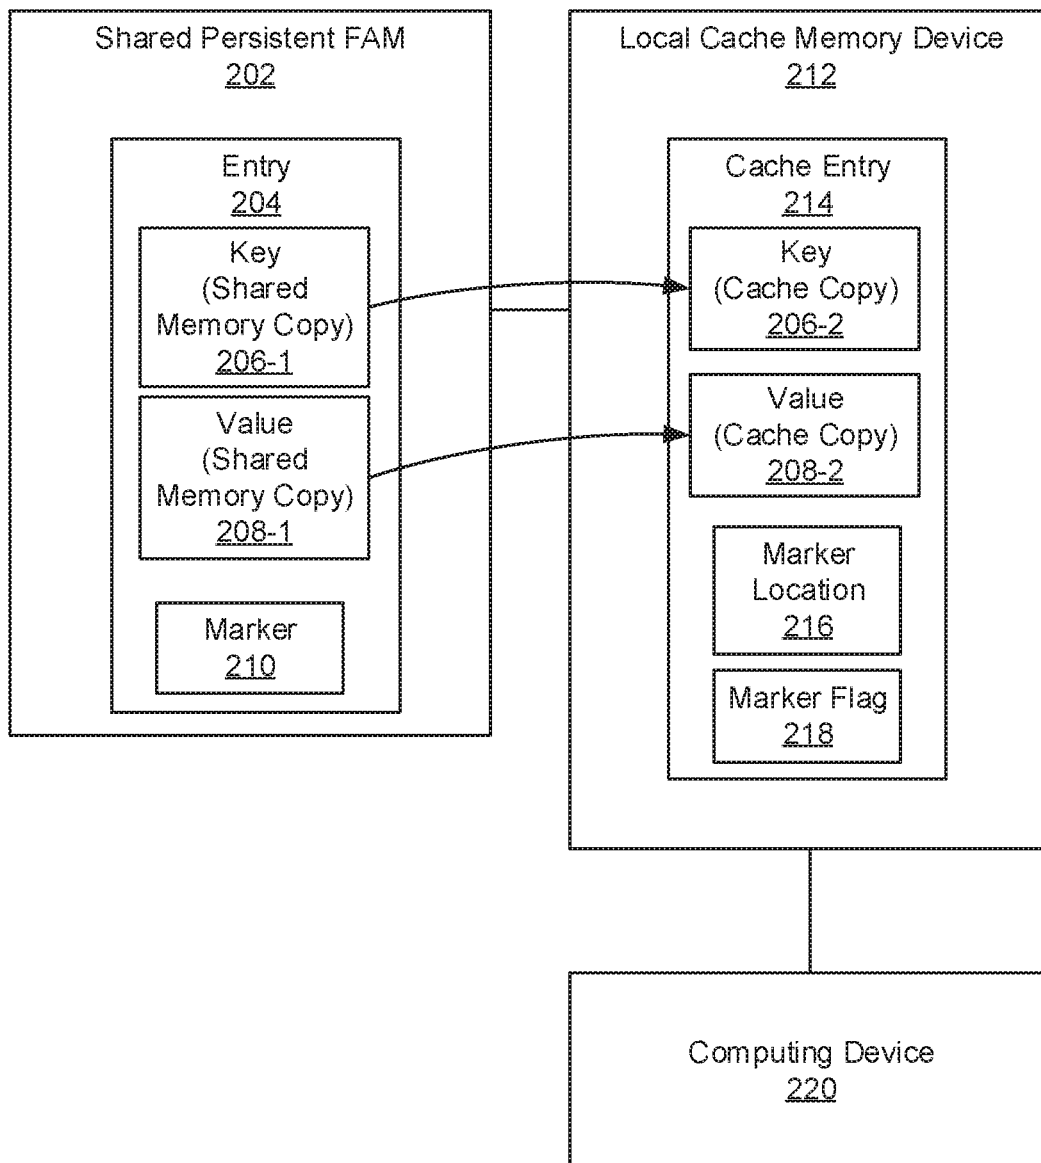 Shared Persistent FAM
202
Entry
204
Key
(Shared
Memory Copy)
206-1
Value
(Shared
Memory Copy)
208-1
Marker
210
Local Cache Memory Device
212
Cache Entry
214
Key
(Cache Copy)
206-2
Value
(Cache Copy)
208-2
Marker
Location
216
Marker Flag
218
Computing Device
220